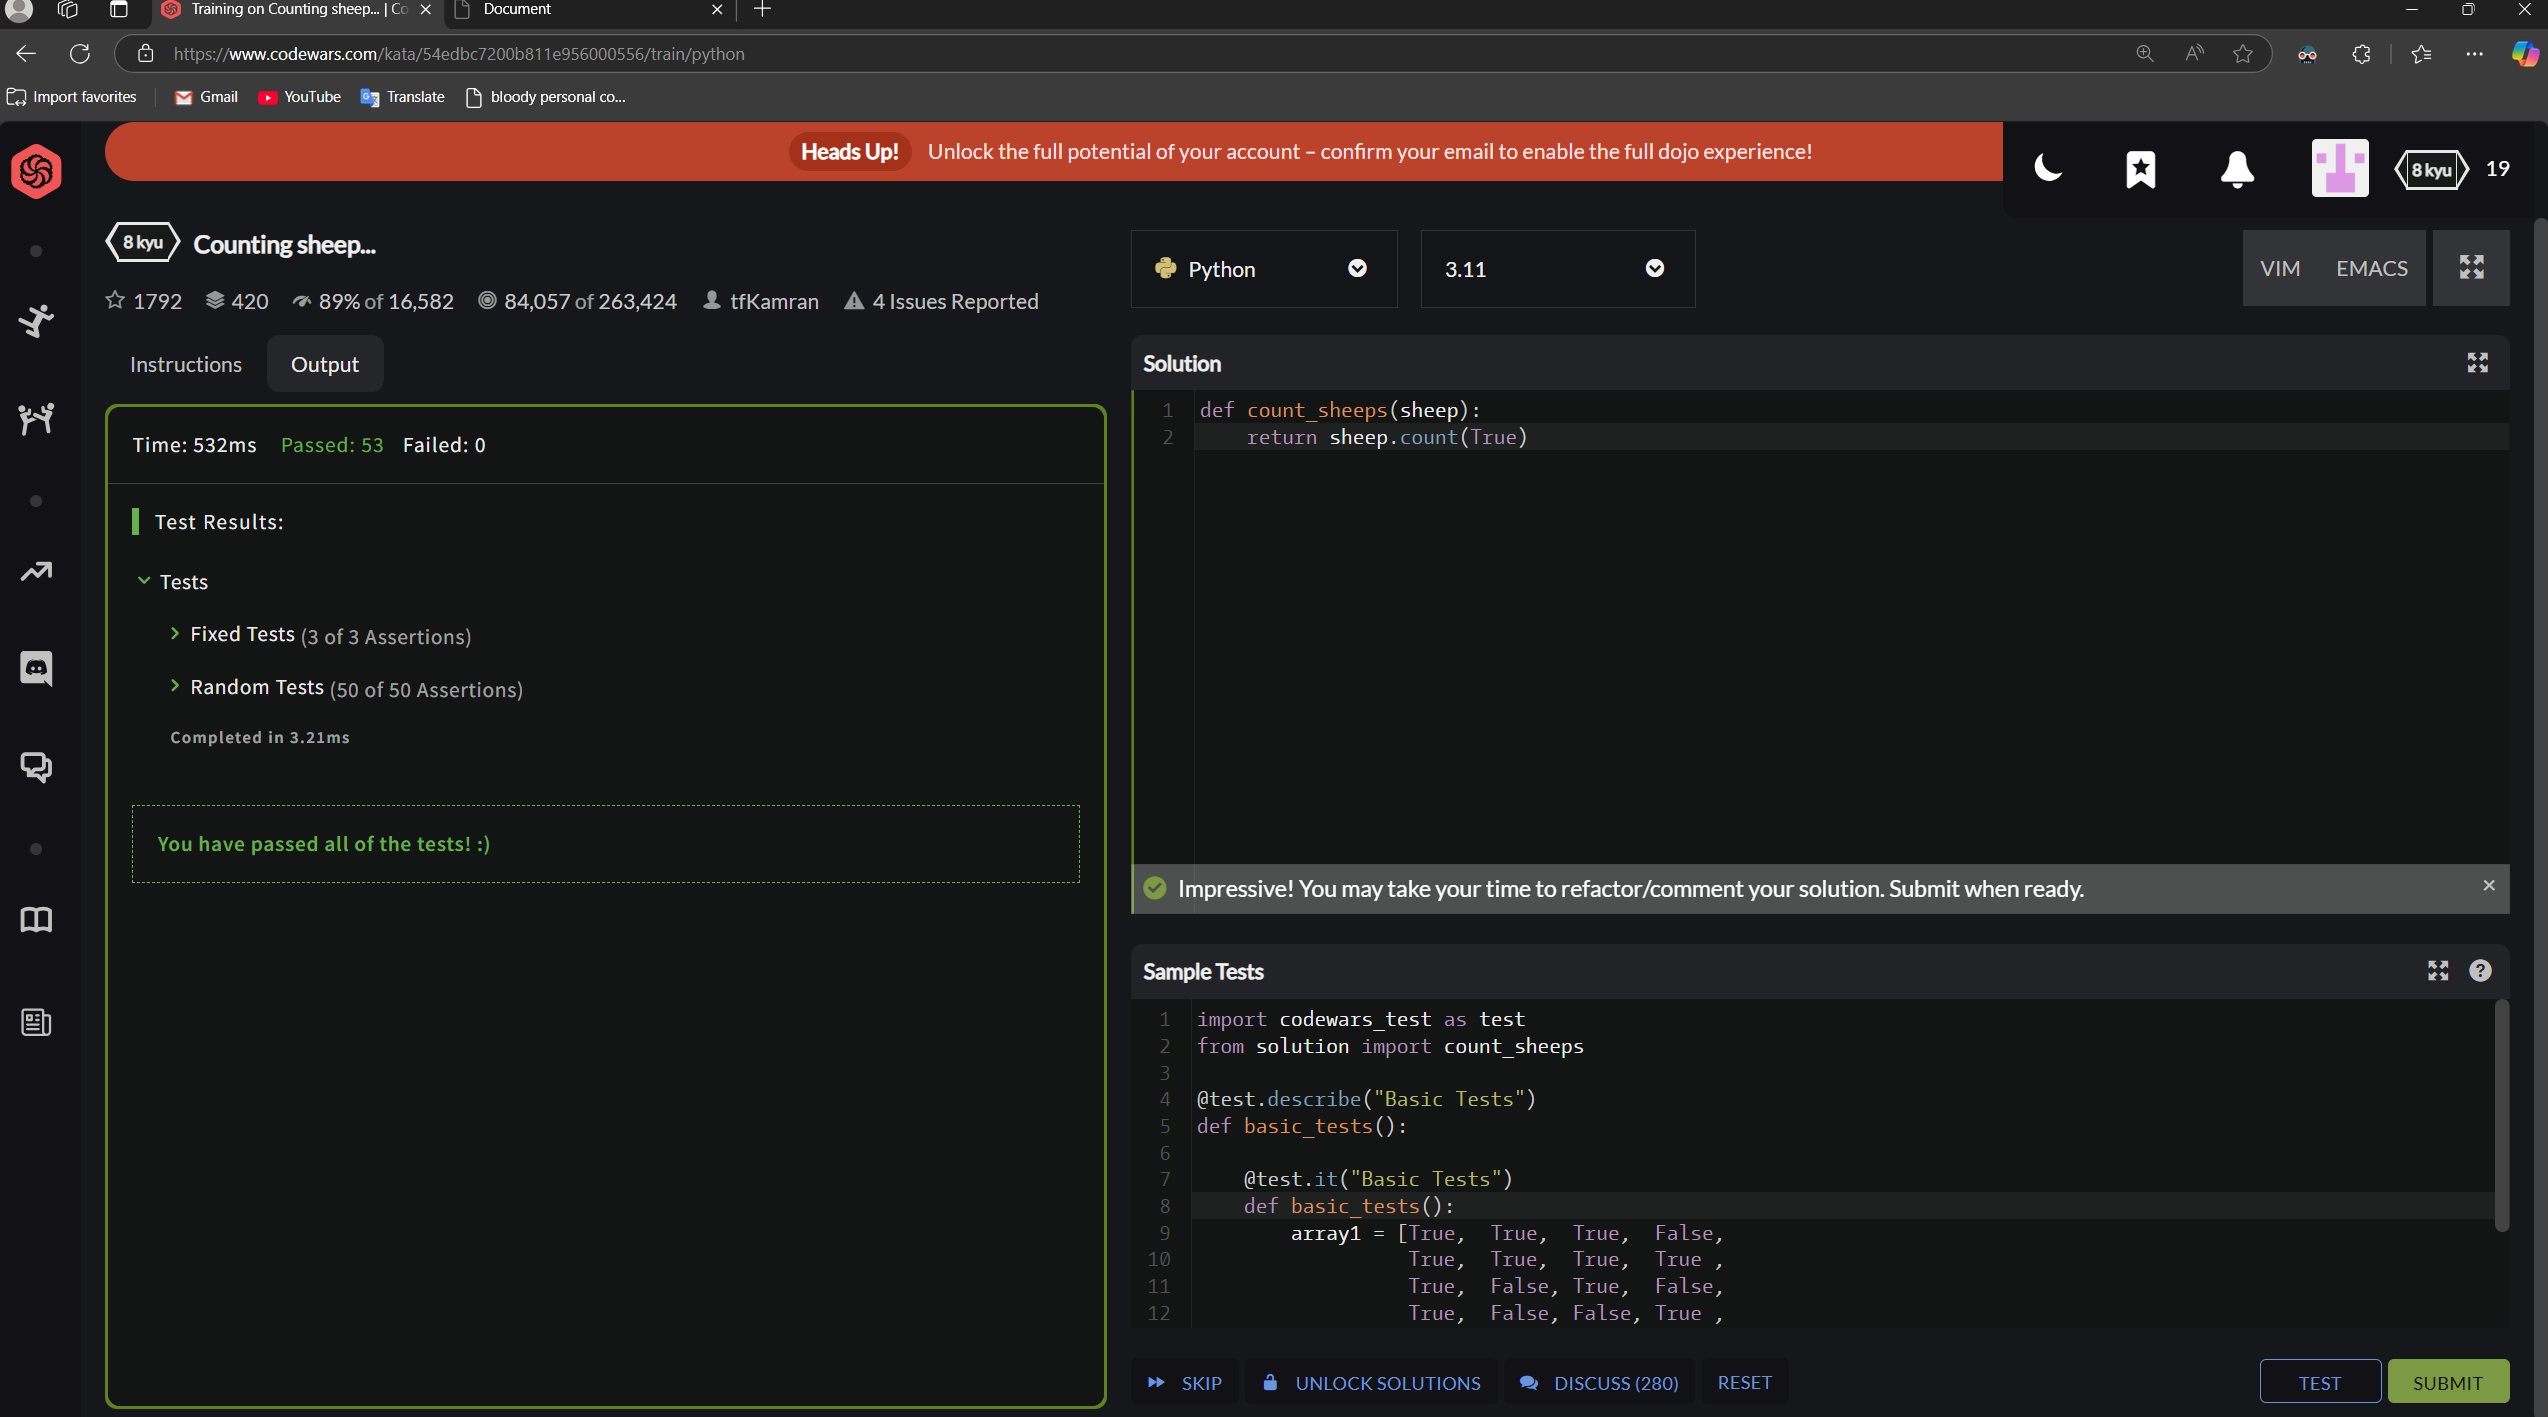 Training on Counting sheep... | Co
Document
https://www.codewars.com/kata/54edbc7200b811e956000556/train/python
Import favorites
Gmail
YouTube
Translate
bloody personal co...
Heads Up! Unlock the full potential of your account – confirm your email to enable the full dojo experience!
8 kyu 19
8 kyu Counting sheep...
1792 420 89% of 16,582 84,057 of 263,424 tfKamran 4 Issues Reported
Instructions Output
Time: 532ms Passed: 53 Failed: 0
Test Results:
Tests
Fixed Tests (3 of 3 Assertions)
Random Tests (50 of 50 Assertions)
Completed in 3.21ms
You have passed all of the tests! :)
Python 3.11 VIM EMACS
Solution
1 def count_sheeps(sheep):
2 return sheep.count(True)
Impressive! You may take your time to refactor/comment your solution. Submit when ready.
Sample Tests
1 import codewars_test as test
2 from solution import count_sheeps
3
4 @test.describe("Basic Tests")
5 def basic_tests():
6
7 @test.it("Basic Tests")
8 def basic_tests():
9 array1 = [True, True, True, False,
10 True, True, True, True ,
11 True, False, True, False,
12 True, False, False, True ,
SKIP UNLOCK SOLUTIONS DISCUSS (280) RESET TEST SUBMIT